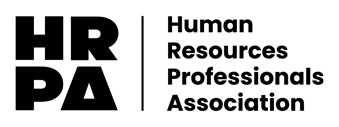 HR
PA
Human
Resources
Professionals
Association